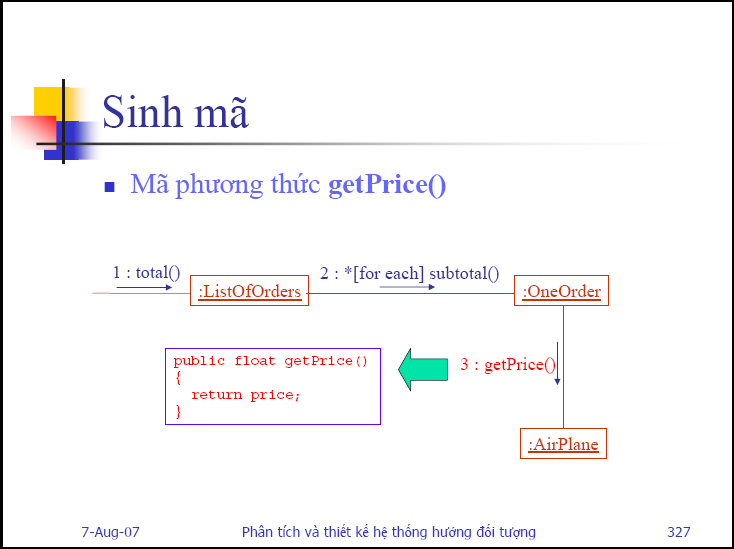 Sinh mã
Mã phương thức getPrice()
1 : total()
:ListOfOrders
2 : *[for each] subtotal()
:OneOrder
public float getPrice()
{
return price;
}
3 : getPrice()
:AirPlane
7-Aug-07
Phân tích và thiết kế hệ thống hướng đối tượng
327